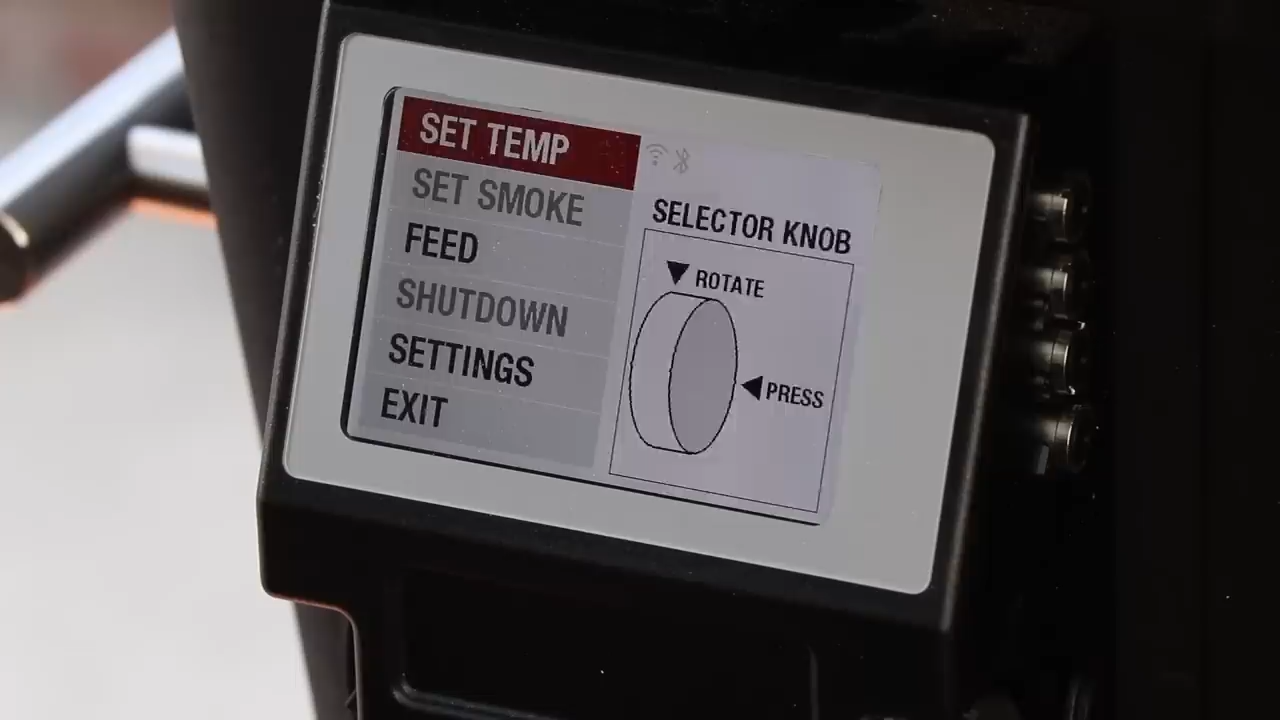 SET TEMP
SET SMOKE
FEED
SHUTDOWN
SETTINGS
EXIT
SELECTOR KNOB
ROTATE
PRESS